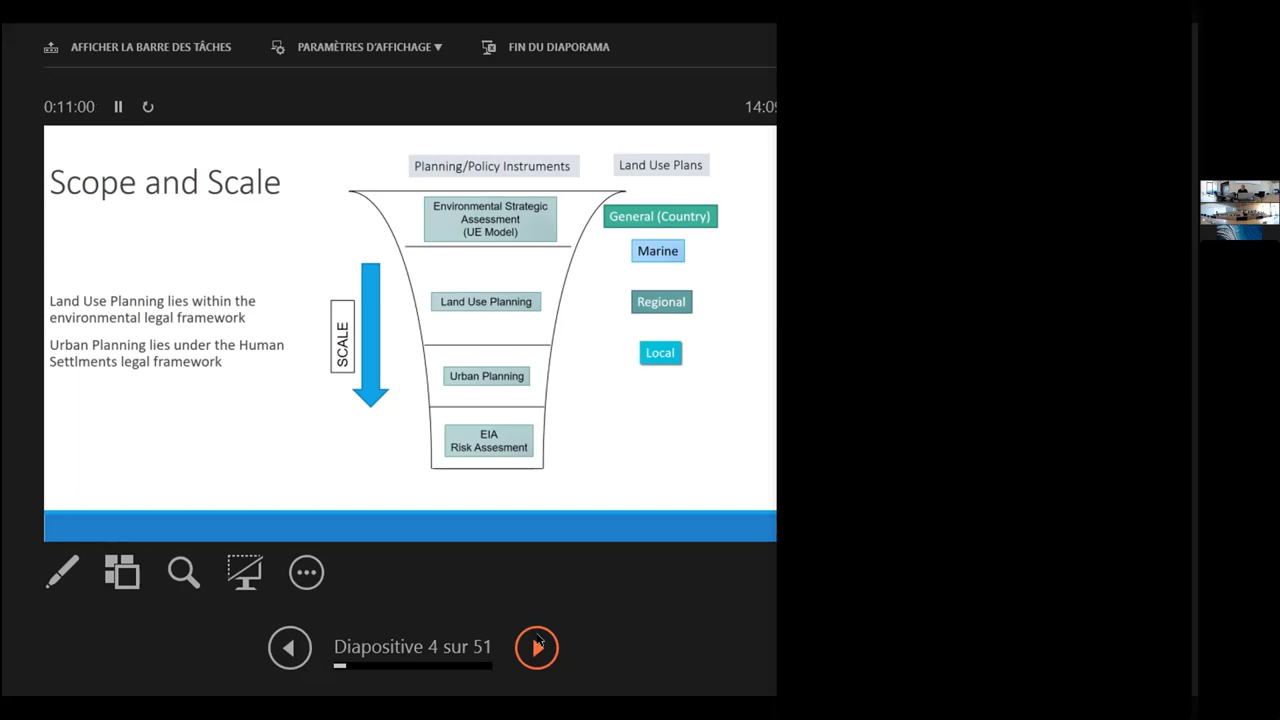 AFFICHER LA BARRE DES TÂCHES
PARAMÈTRES D'AFFICHAGE
FIN DU DIAPORAMA
0:11:00
14:09
Scope and Scale
Planning/Policy Instruments
Land Use Plans
Environmental Strategic
Assessment
(UE Model)
General (Country)
Marine
Land Use Planning lies within the
environmental legal framework
Urban Planning lies under the Human
Settlments legal framework
SCALE
Land Use Planning
Regional
Local
Urban Planning
EIA
Risk Assesment
Diapositive 4 sur 51